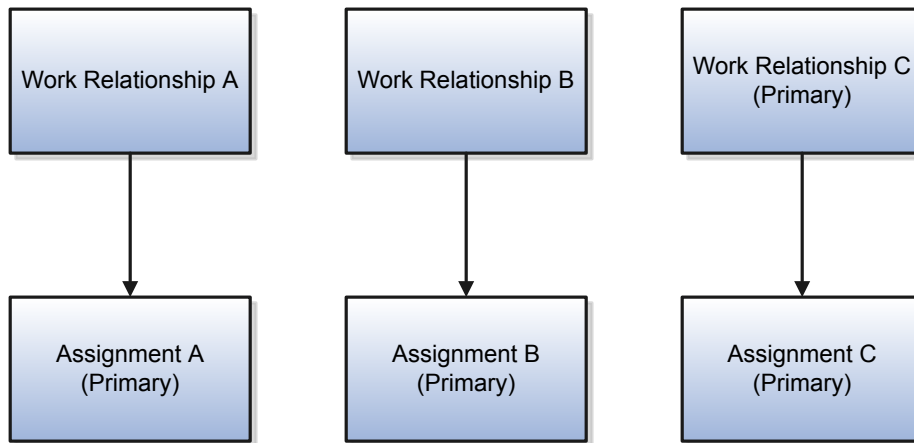 Work Relationship A
Work Relationship B
Work Relationship C
(Primary)
Assignment A
(Primary)
Assignment B
(Primary)
Assignment C
(Primary)